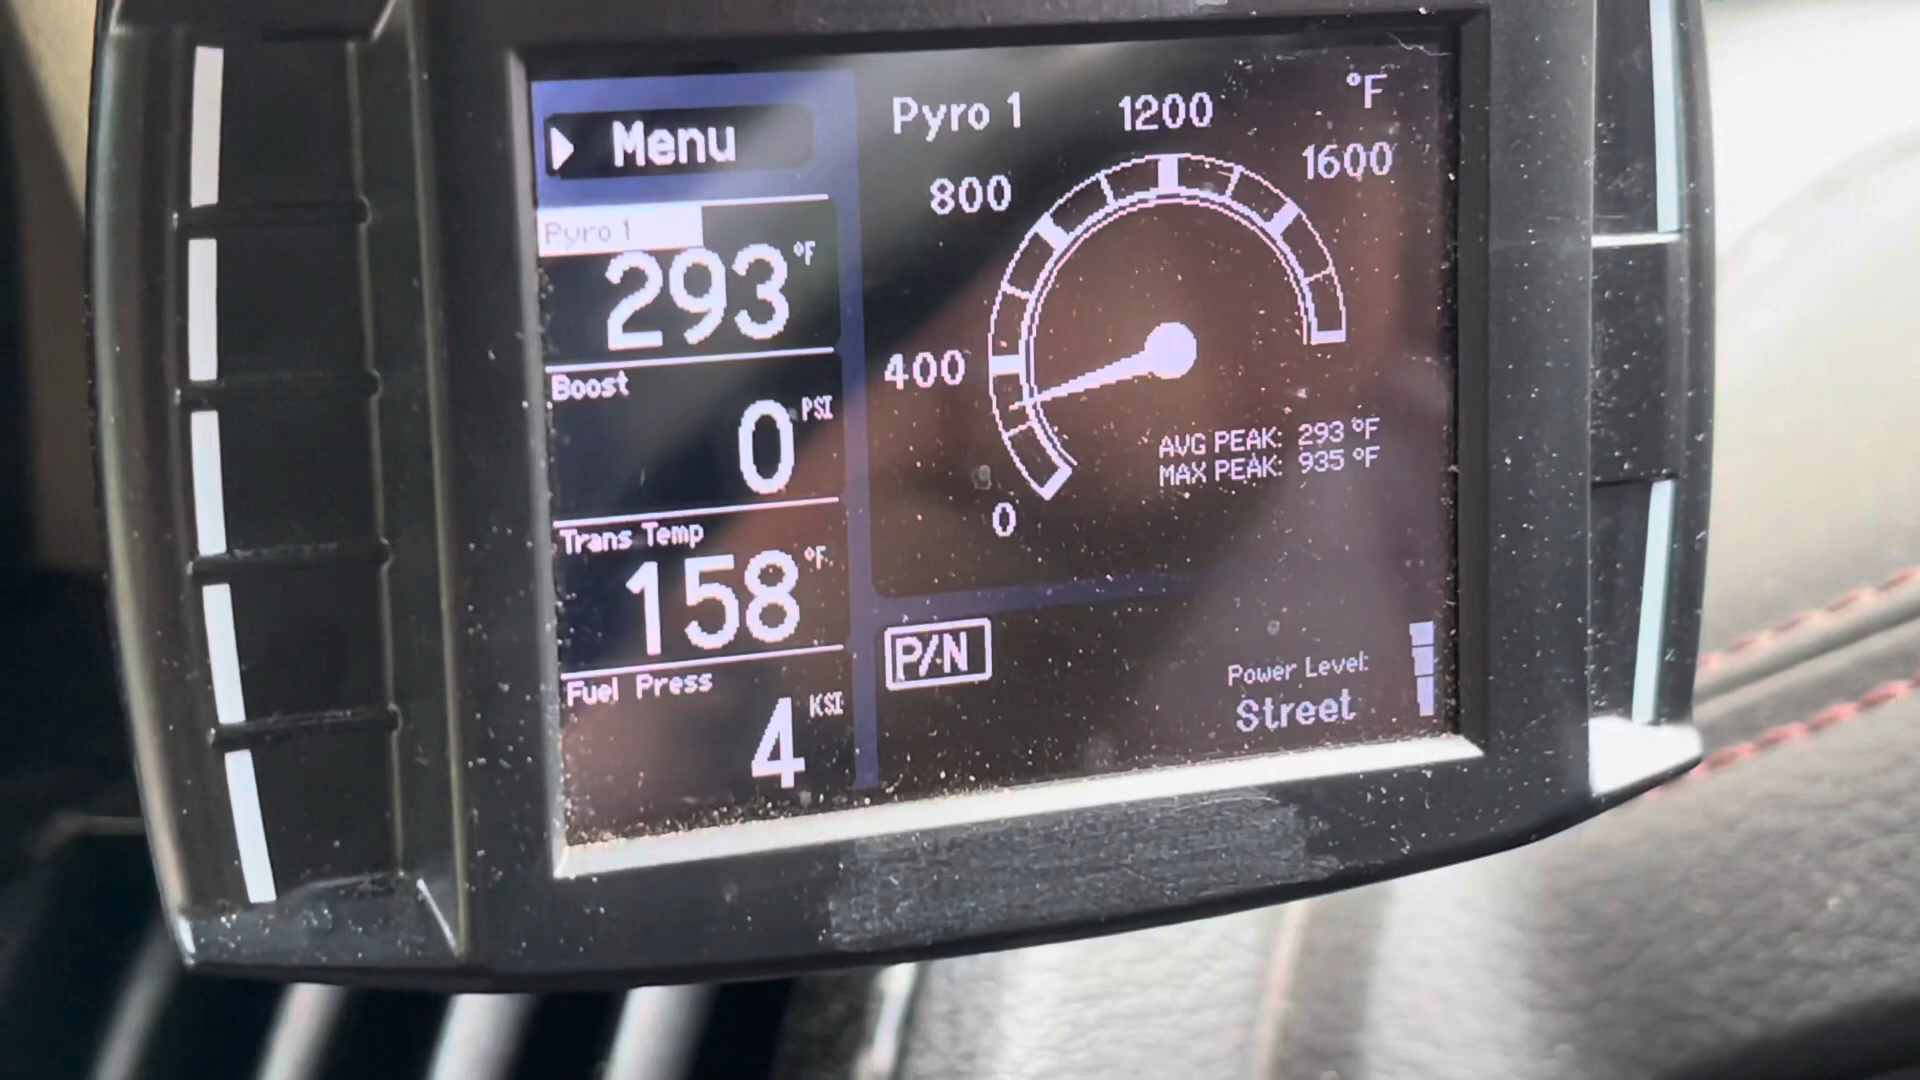 Menu
Pyro 1
293 °F
Boost
0 PSI
Trans Temp
158 °F
Fuel Press
4 KSI
Pyro 1
°F
0
400
800
1200
1600
AVG PEAK: 293 °F
MAX PEAK: 935 °F
P/N
Power Level:
Street